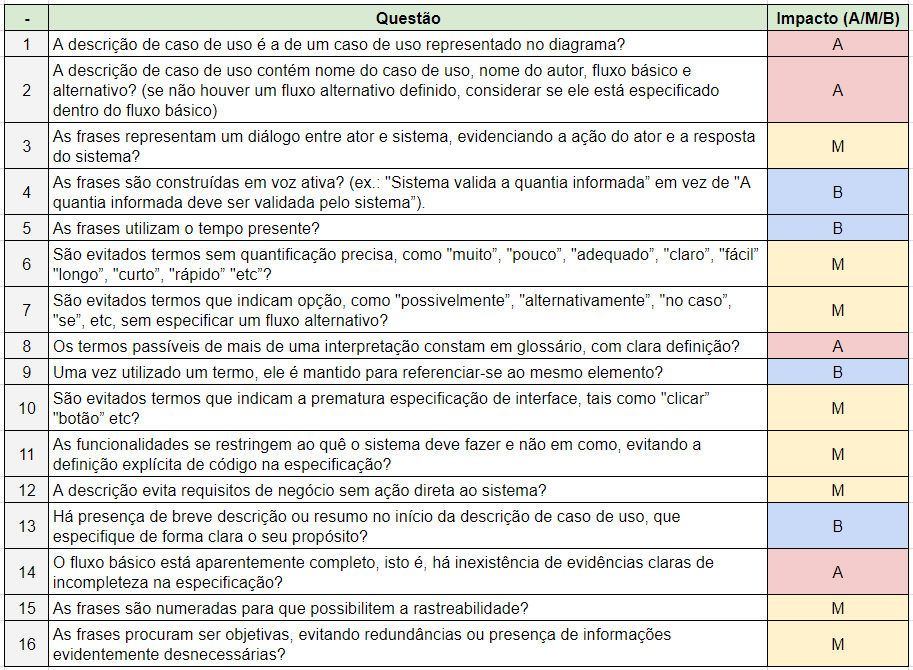 - Questão Impacto (A/M/B)
1 A descrição de caso de uso é a de um caso de uso representado no diagrama? A
A descrição de caso de uso contém nome do caso de uso, nome do autor, fluxo básico e
2 alternativo? (se não houver um fluxo alternativo definido, considerar se ele está especificado A
dentro do fluxo básico)
3 As frases representam um diálogo entre ator e sistema, evidenciando a ação do ator e a resposta M
do sistema?
4 As frases são construídas em voz ativa? (ex.: "Sistema valida a quantia informada” em vez de "A B
quantia informada deve ser validada pelo sistema”).
5 As frases utilizam o tempo presente? B
6 São evitados termos sem quantificação precisa, como "muito”, "pouco”, "adequado”, "claro”, "fácil” M
"longo”, "curto”, "rápido” "etc”?
7 São evitados termos que indicam opção, como "possivelmente”, "alternativamente”, "no caso”, M
"se”, etc, sem especificar um fluxo alternativo?
8 Os termos passíveis de mais de uma interpretação constam em glossário, com clara definição? A
9 Uma vez utilizado um termo, ele é mantido para referenciar-se ao mesmo elemento? B
10 São evitados termos que indicam a prematura especificação de interface, tais como "clicar” M
"botão” etc?
11 As funcionalidades se restringem ao quê o sistema deve fazer e não em como, evitando a M
definição explícita de código na especificação?
12 A descrição evita requisitos de negócio sem ação direta ao sistema? M
13 Há presença de breve descrição ou resumo no início da descrição de caso de uso, que B
especifique de forma clara o seu propósito?
14 O fluxo básico está aparentemente completo, isto é, há inexistência de evidências claras de A
incompleteza na especificação?
15 As frases são numeradas para que possibilitem a rastreabilidade? M
16 As frases procuram ser objetivas, evitando redundâncias ou presença de informações M
evidentemente desnecessárias?